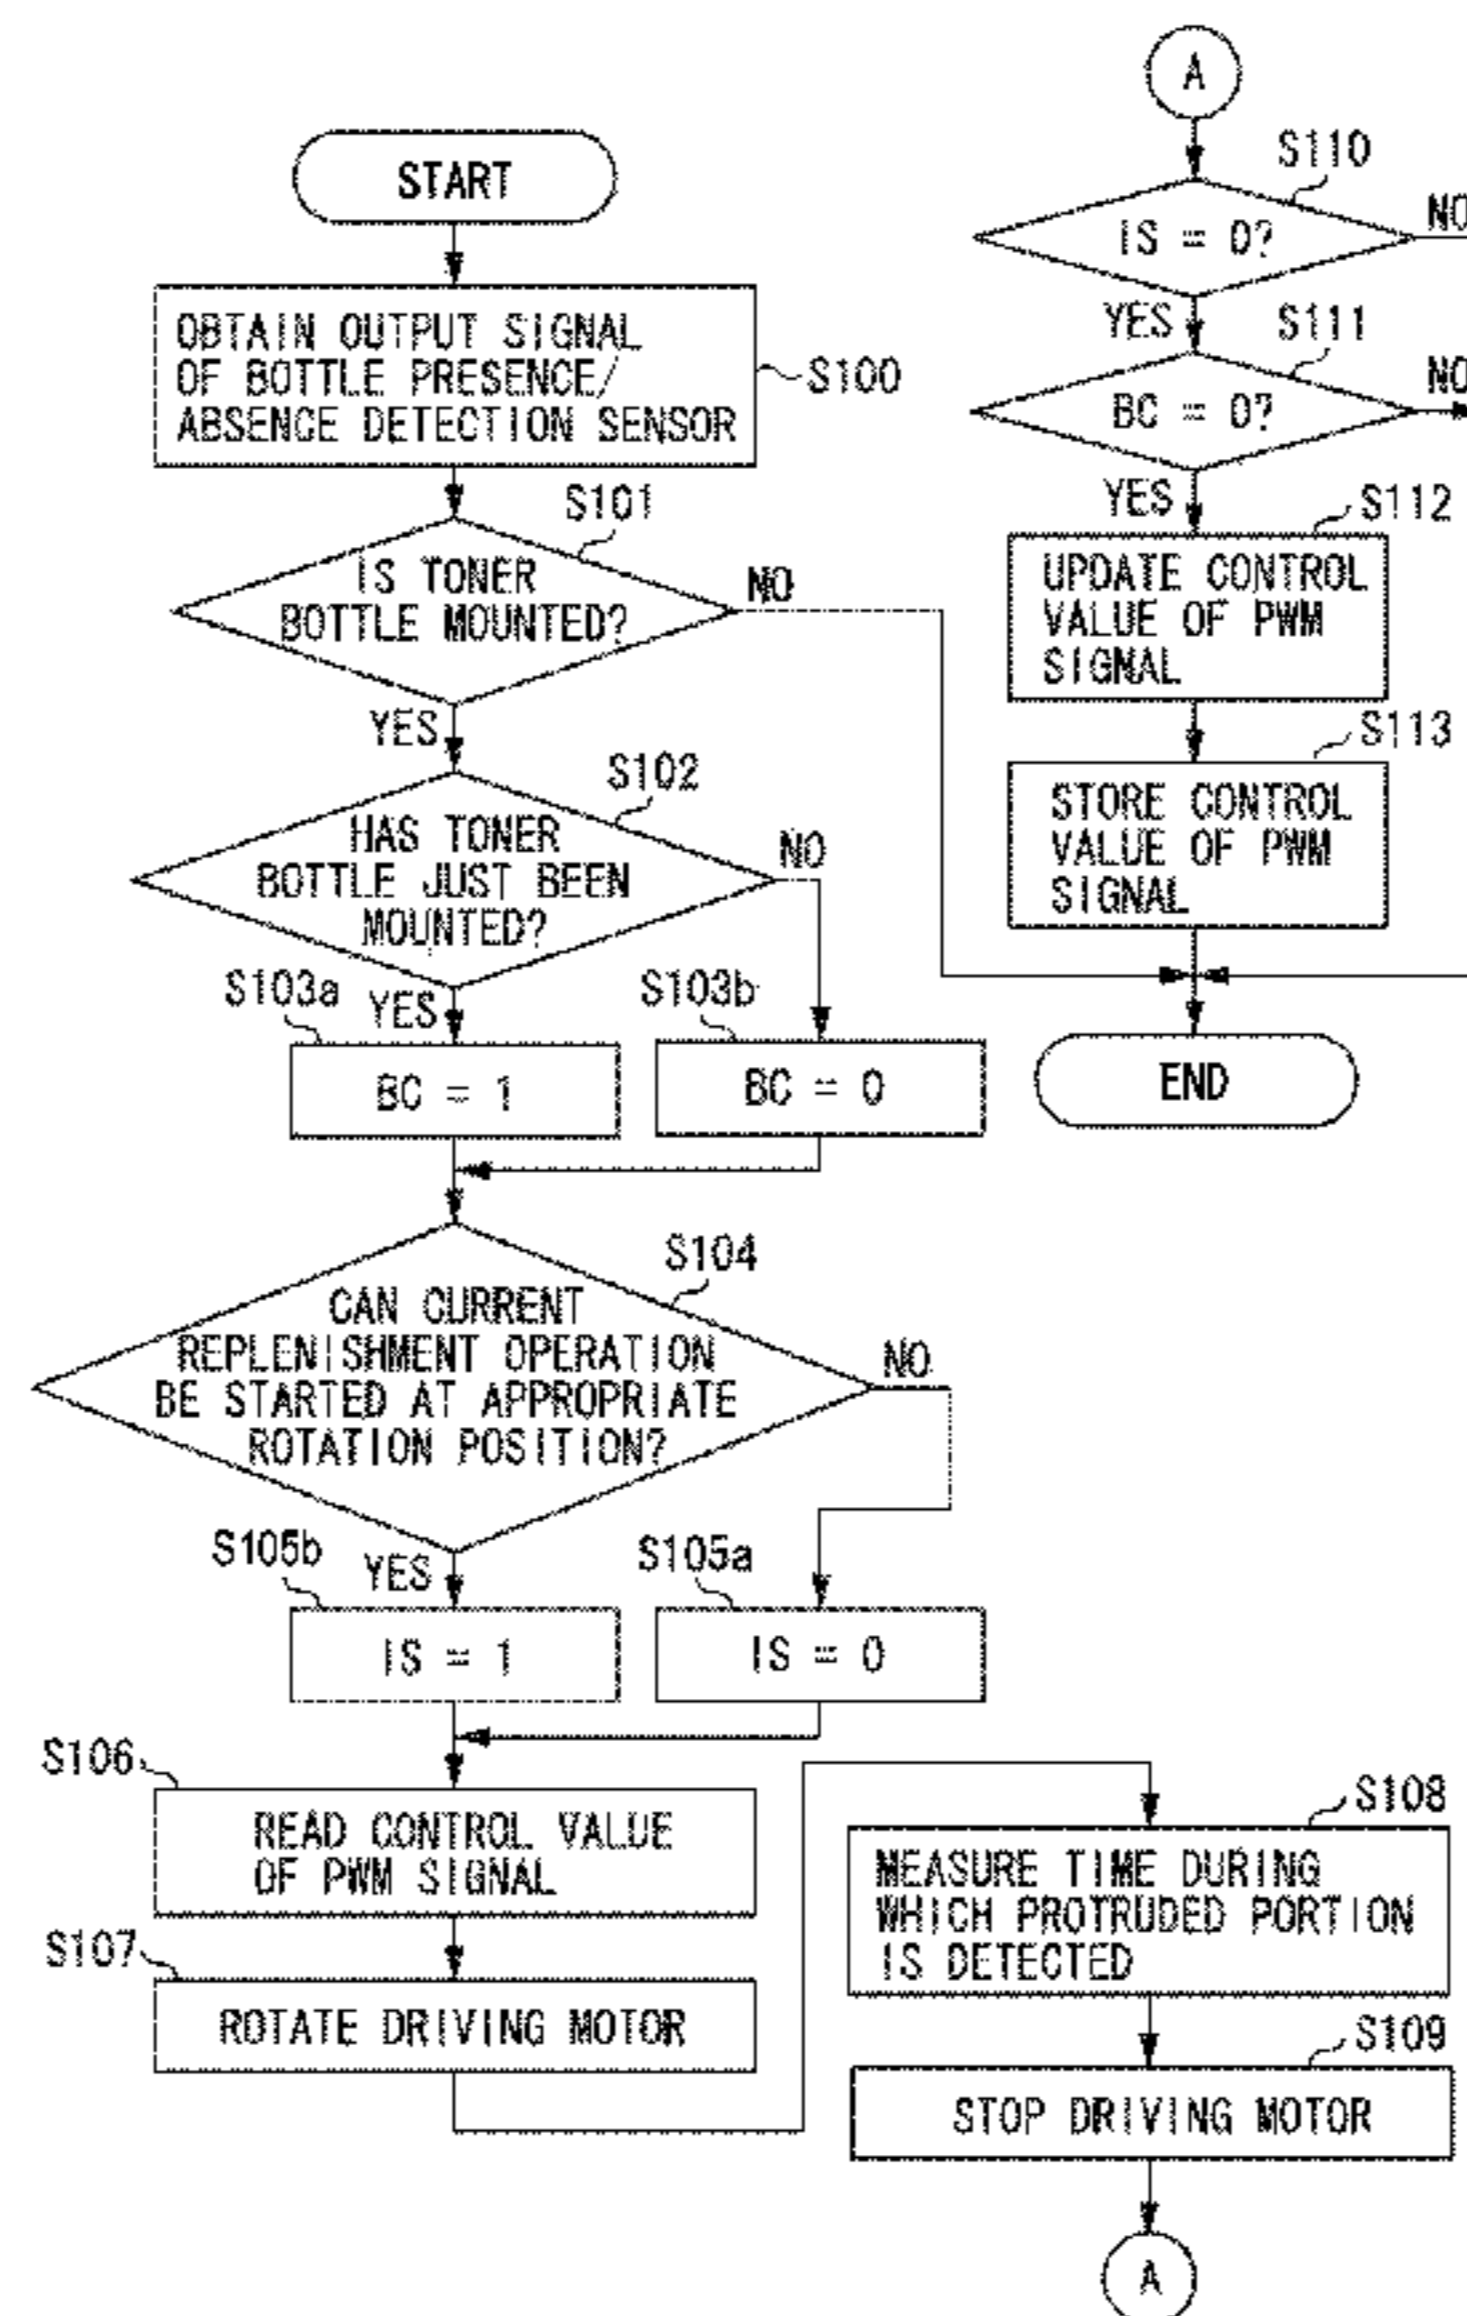 START
OBTAIN OUTPUT SIGNAL
OF BOTTLE PRESENCE/
ABSENCE DETECTION SENSOR
S100
S101
IS TONER
BOTTLE MOUNTED?
NO
YES
S102
HAS TONER
BOTTLE JUST BEEN
MOUNTED?
NO
YES
S103a
BC = 1
S103b
BC = 0
S104
CAN CURRENT
REPLENISHMENT OPERATION
BE STARTED AT APPROPRIATE
ROTATION POSITION?
NO
YES
S105b
IS = 1
S105a
IS = 0
S106
READ CONTROL VALUE
OF PWM SIGNAL
S107
ROTATE DRIVING MOTOR
S108
MEASURE TIME DURING
WHICH PROTRUDED PORTION
IS DETECTED
S109
STOP DRIVING MOTOR
A
A
S110
IS = 0?
NO
YES
S111
BC = 0?
NO
YES
S112
UPDATE CONTROL
VALUE OF PWM
SIGNAL
S113
STORE CONTROL
VALUE OF PWM
SIGNAL
END